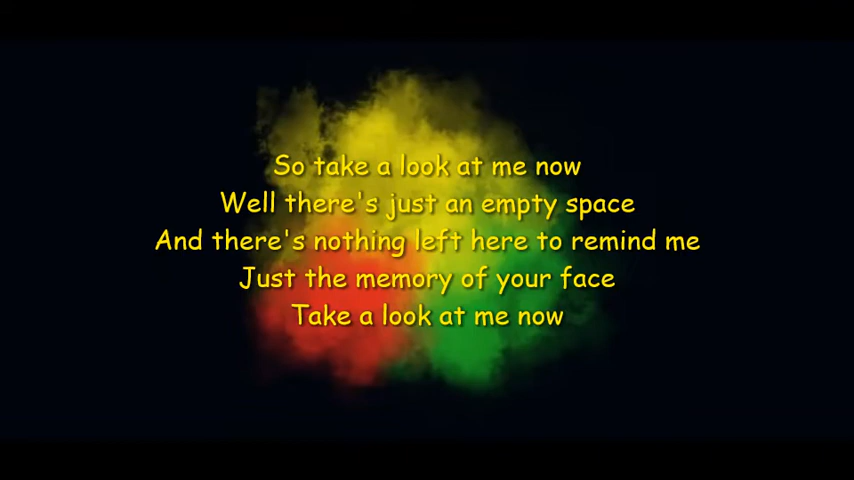 So take a look at me now
Well there's just an empty space
And there's nothing left here to remind me
Just the memory of your face
Take a look at me now